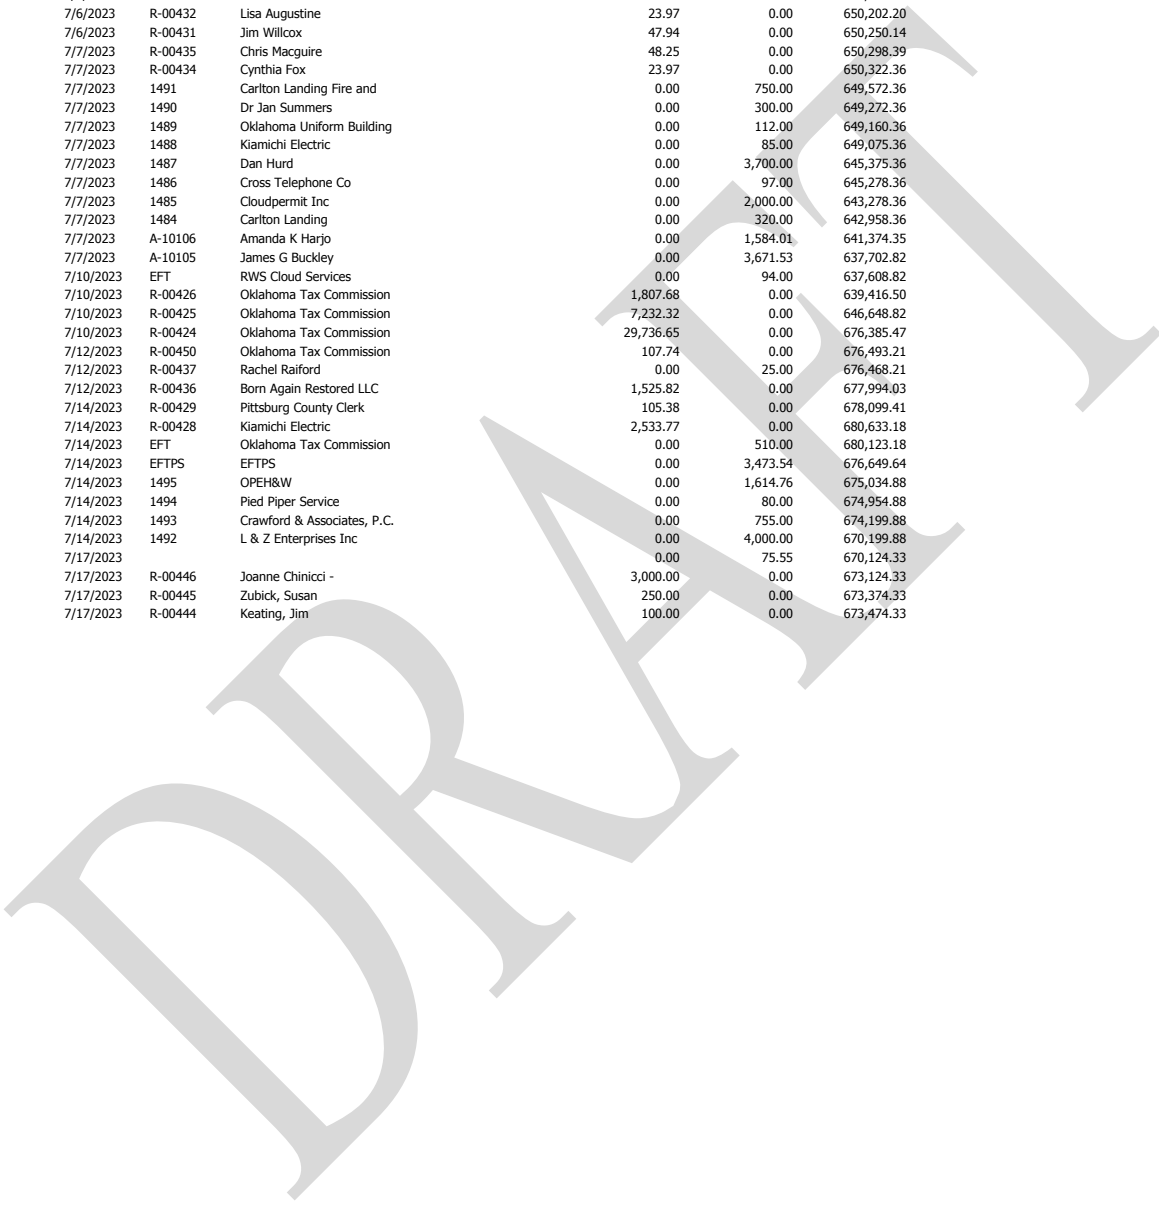 7/6/2023 R-00432 Lisa Augustine 23.97 0.00 650,202.20
7/6/2023 R-00431 Jim Willcox 47.94 0.00 650,250.14
7/7/2023 R-00435 Chris Macguire 48.25 0.00 650,298.39
7/7/2023 R-00434 Cynthia Fox 23.97 0.00 650,322.36
7/7/2023 1491 Carlton Landing Fire and 0.00 750.00 649,572.36
7/7/2023 1490 Dr Jan Summers 0.00 300.00 649,272.36
7/7/2023 1489 Oklahoma Uniform Building 0.00 112.00 649,160.36
7/7/2023 1488 Kiamichi Electric 0.00 85.00 649,075.36
7/7/2023 1487 Dan Hurd 0.00 3,700.00 645,375.36
7/7/2023 1486 Cross Telephone Co 0.00 97.00 645,278.36
7/7/2023 1485 Cloudpermit Inc 0.00 2,000.00 643,278.36
7/7/2023 1484 Carlton Landing 0.00 320.00 642,958.36
7/7/2023 A-10106 Amanda K Harjo 0.00 1,584.01 641,374.35
7/7/2023 A-10105 James G Buckley 0.00 3,671.53 637,702.82
7/10/2023 EFT RWS Cloud Services 0.00 94.00 637,608.82
7/10/2023 R-00426 Oklahoma Tax Commission 1,807.68 0.00 639,416.50
7/10/2023 R-00425 Oklahoma Tax Commission 7,232.32 0.00 646,648.82
7/10/2023 R-00424 Oklahoma Tax Commission 29,736.65 0.00 676,385.47
7/12/2023 R-00450 Oklahoma Tax Commission 107.74 0.00 676,493.21
7/12/2023 R-00437 Rachel Raiford 0.00 25.00 676,468.21
7/12/2023 R-00436 Born Again Restored LLC 1,525.82 0.00 677,994.03
7/14/2023 R-00429 Pittsburg County Clerk 105.38 0.00 678,099.41
7/14/2023 R-00428 Kiamichi Electric 2,533.77 0.00 680,633.18
7/14/2023 EFT Oklahoma Tax Commission 0.00 510.00 680,123.18
7/14/2023 EFTPS EFTPS 0.00 3,473.54 676,649.64
7/14/2023 1495 OPEH&W 0.00 1,614.76 675,034.88
7/14/2023 1494 Pied Piper Service 0.00 80.00 674,954.88
7/14/2023 1493 Crawford & Associates, P.C. 0.00 755.00 674,199.88
7/14/2023 1492 L & Z Enterprises Inc 0.00 4,000.00 670,199.88
7/17/2023 0.00 75.55 670,124.33
7/17/2023 R-00446 Joanne Chinicci - 3,000.00 0.00 673,124.33
7/17/2023 R-00445 Zubick, Susan 250.00 0.00 673,374.33
7/17/2023 R-00444 Keating, Jim 100.00 0.00 673,474.33
DRAFT